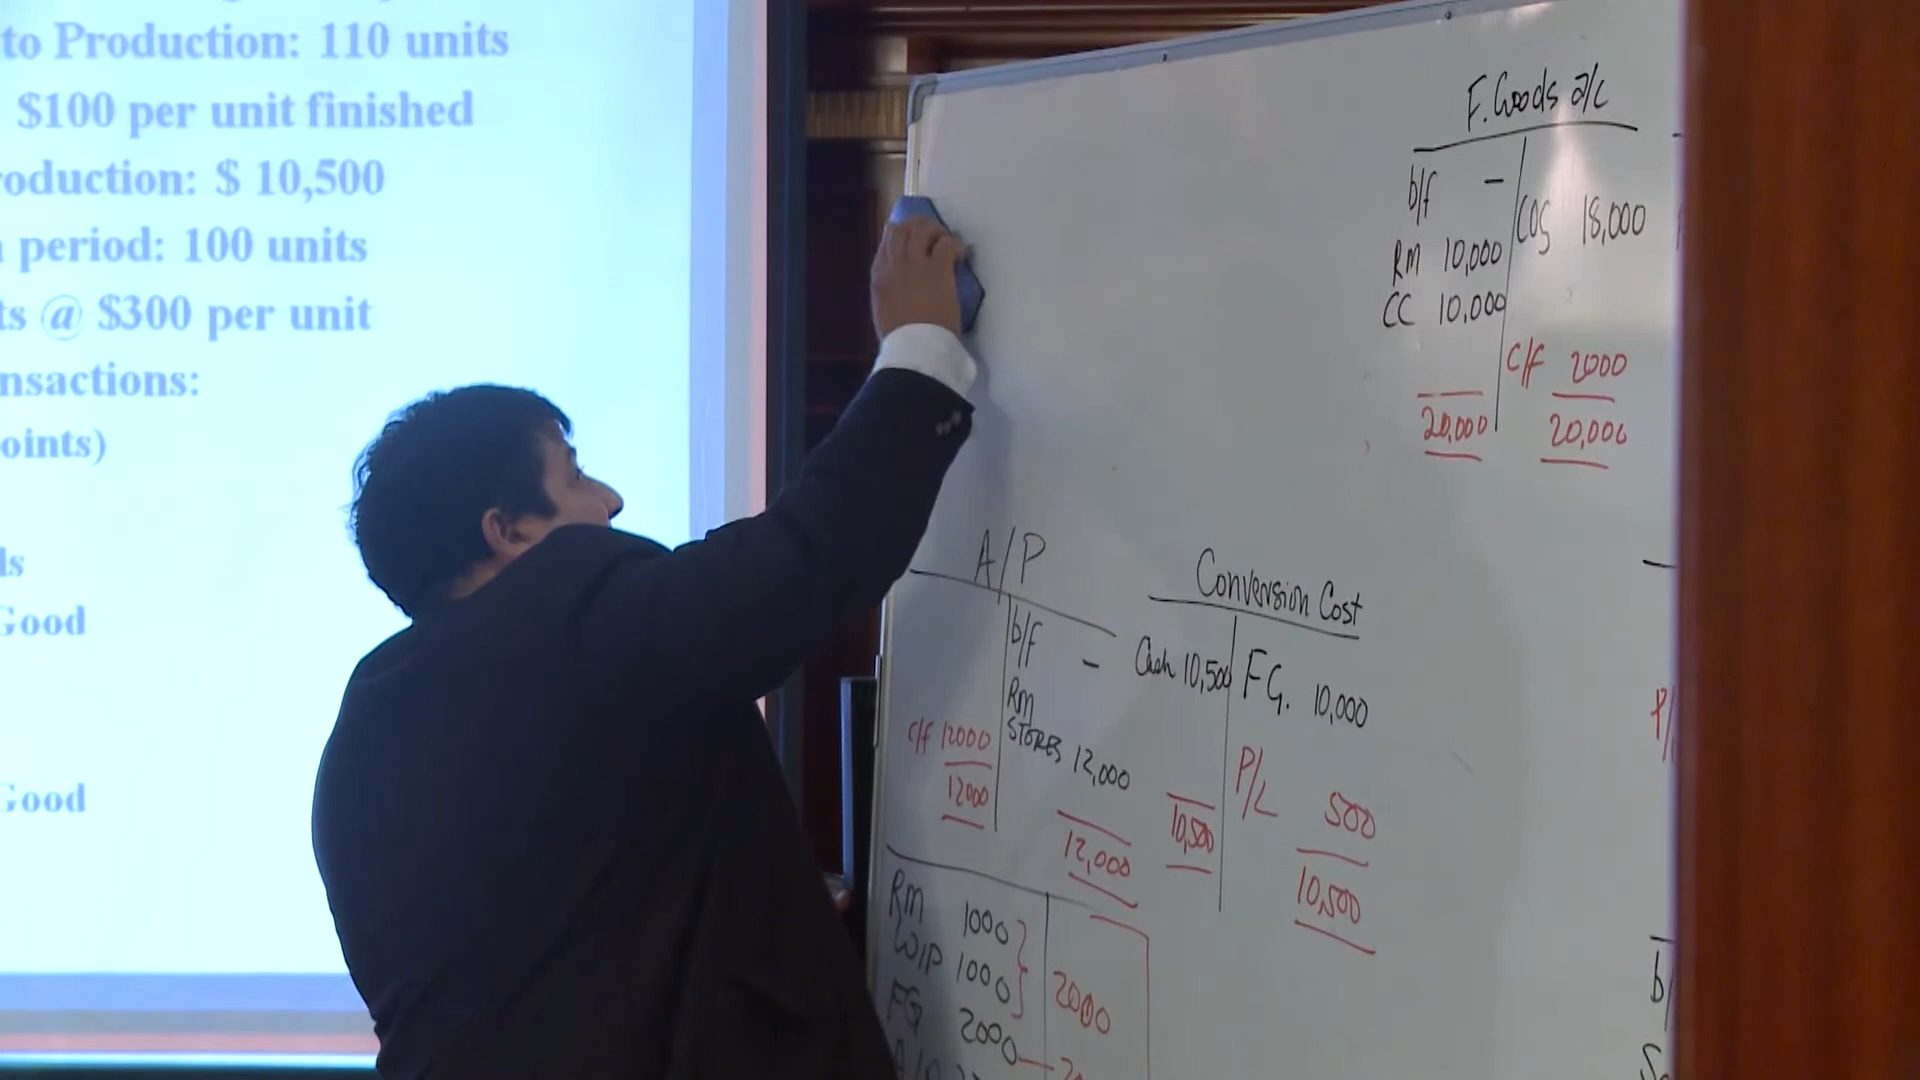 to Production: 110 units
$100 per unit finished
roduction: $ 10,500
period: 100 units
ts @ $300 per unit
nsactions:
oints)
ls
Good
Good
F. Goods a/c
b/f –
COS 18,000
RM 10,000
CC 10,000
c/f 2000
20,000
20,000
A/P
b/f –
RM
STORES 12,000
c/f 12000
12000
12,000
Conversion Cost
Cash 10,500
FG. 10,000
P/L 500
10,500
10,500
RM 1000
WIP 1000
2000
FG 2000
P/
b/